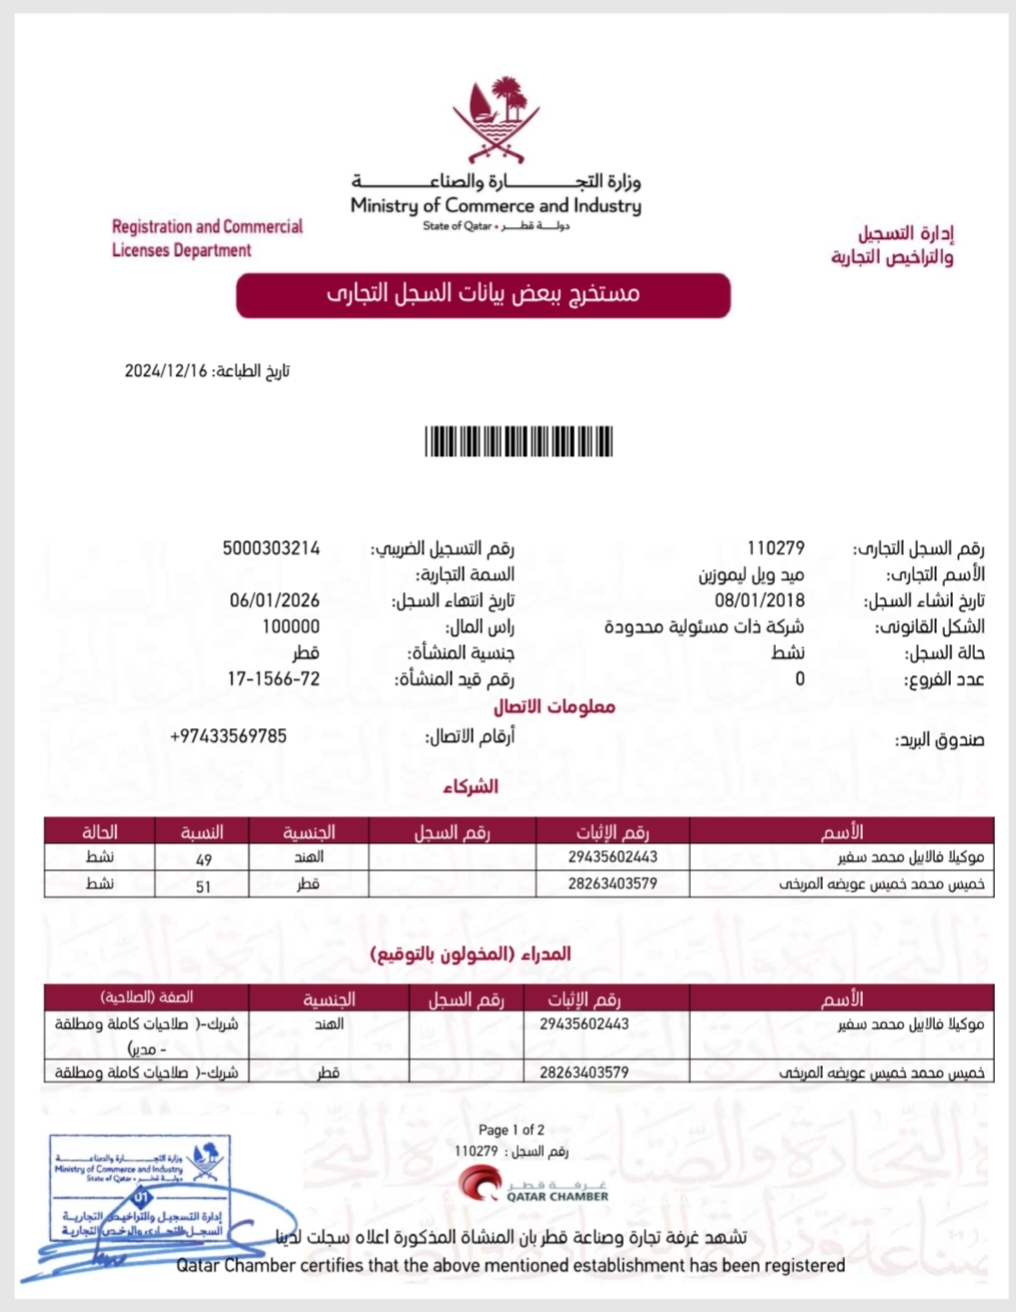 وزارة التجـــارة والصناعـــة
Ministry of Commerce and Industry
State of Qatar • دولـة قطـر
Registration and Commercial
Licenses Department
إدارة التسجيل
والتراخيص التجارية
مستخرج ببعض بيانات السجل التجارى
تاريخ الطباعة: 2024/12/16
رقم السجل التجارى: 110279 رقم التسجيل الضريبي: 5000303214
الأسم التجارى: ميد ويل ليموزين السمة التجارية:
تاريخ انشاء السجل: 08/01/2018 تاريخ انتهاء السجل: 06/01/2026
الشكل القانونى: شركة ذات مسئولية محدودة راس المال: 100000
حالة السجل: نشط جنسية المنشأة: قطر
عدد الفروع: 0 رقم قيد المنشأة: 17-1566-72
معلومات الاتصال
صندوق البريد: أرقام الاتصال: +97433569785
الشركاء
الأسم رقم الإثبات رقم السجل الجنسية النسبة الحالة
موكيلا فالابيل محمد سفير 29435602443 الهند 49 نشط
خميس محمد خميس عويضه المريخى 28263403579 قطر 51 نشط
المدراء (المخولون بالتوقيع)
الأسم رقم الإثبات رقم السجل الجنسية الصفة (الصلاحية)
موكيلا فالابيل محمد سفير 29435602443 الهند شريك-( صلاحيات كاملة ومطلقة
- مدير)
خميس محمد خميس عويضه المريخى 28263403579 قطر شريك-( صلاحيات كاملة ومطلقة
Page 1 of 2
رقم السجل : 110279
غرفة قطر
QATAR CHAMBER
وزارة التجـــارة والصناعـــة
Ministry of Commerce and Industry
State of Qatar • دولـة قطـر
01
إدارة التسجيل والتراخيص التجارية
السجل التجارى والرخص التجارية
تشهد غرفة تجارة وصناعة قطر بان المنشاة المذكورة اعلاه سجلت لدينا
Qatar Chamber certifies that the above mentioned establishment has been registered